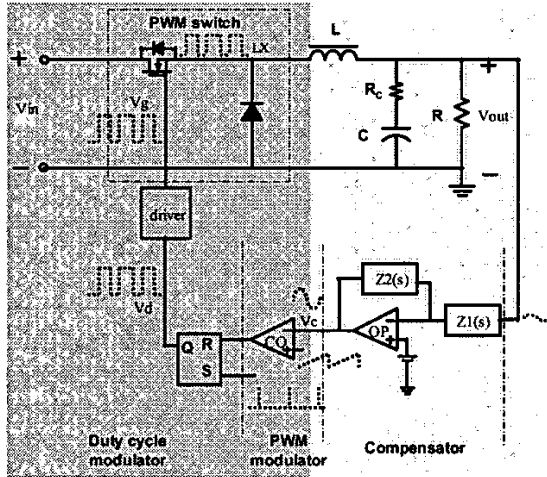 PWM switch
L
LX
+
Vin
−
Vg
Rc
C
R
+
Vout
−
driver
Vd
Z2(s)
Vc
OP
+
Z1(s)
Q
R
S
CO
+
Duty cycle
modulator
PWM
modulator
Compensator